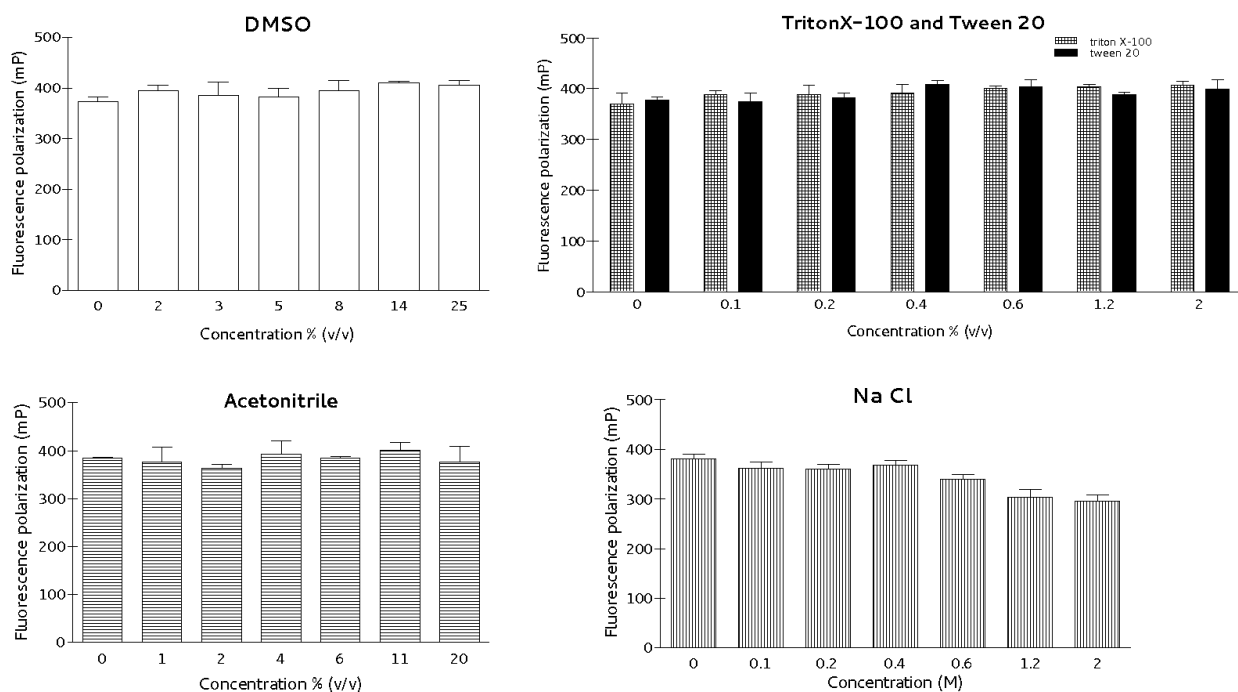 DMSO
Fluorescence polarization (mP)
500
400
300
200
100
0
0 2 3 5 8 14 25
Concentration % (v/v)
TritonX-100 and Tween 20
triton X-100
tween 20
Fluorescence polarization (mP)
500
400
300
200
100
0
0 0.1 0.2 0.4 0.6 1.2 2
Concentration % (v/v)
Acetonitrile
Fluorescence polarization (mP)
500
400
300
200
100
0
0 1 2 4 6 11 20
Concentration % (v/v)
Na Cl
Fluorescence polarization (mP)
500
400
300
200
100
0
0 0.1 0.2 0.4 0.6 1.2 2
Concentration (M)